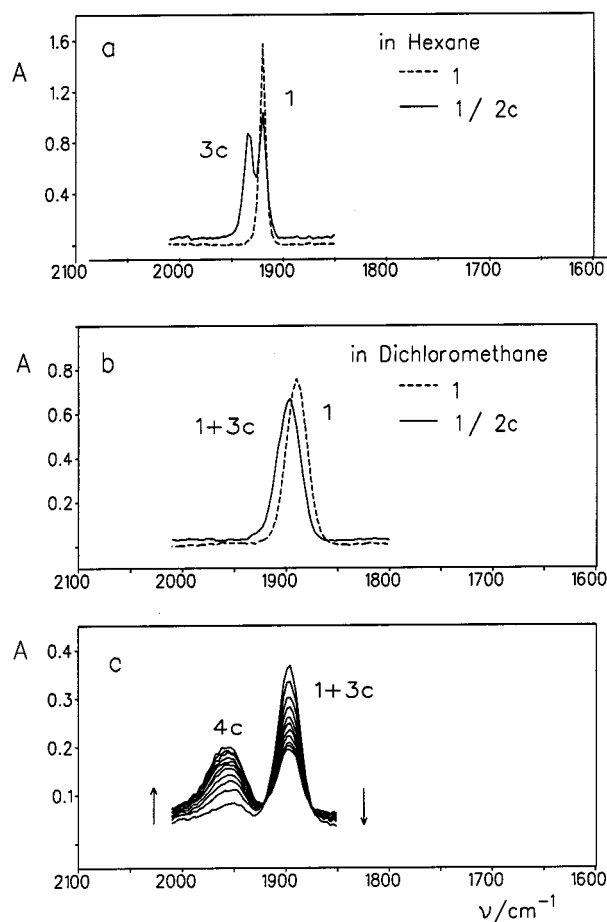 1.6
a
in Hexane
A
1.2
1
1
1 / 2c
3c
0.8
0.4
2100 2000 1900 1800 1700 1600
A
b
in Dichloromethane
0.8
1
0.6
1+3c
1
1 / 2c
0.4
0.2
2100 2000 1900 1800 1700 1600
A
0.4
c
1+3c
0.3
4c
0.2
0.1
2100 2000 1900 1800 1700 1600
ν/cm⁻¹